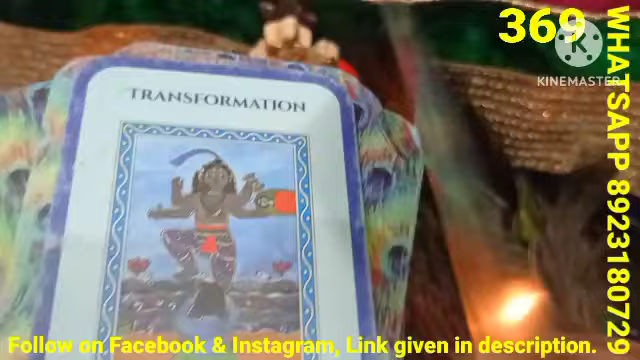 369
KINEMASTER
TRANSFORMATION
WHATSAPP 8923180729
Follow on Facebook & Instagram, Link given in description.